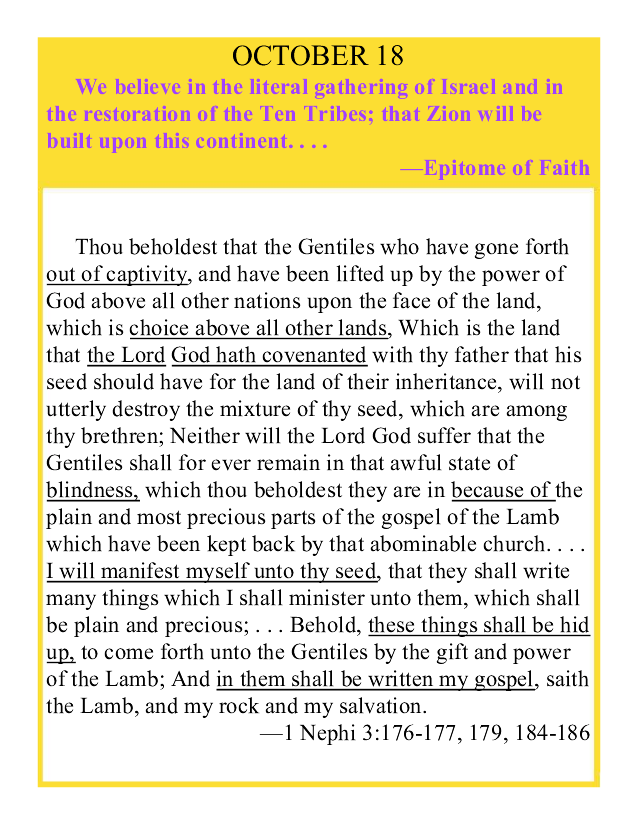 OCTOBER 18
We believe in the literal gathering of Israel and in
the restoration of the Ten Tribes; that Zion will be
built upon this continent. . . .
—Epitome of Faith
Thou beholdest that the Gentiles who have gone forth
out of captivity, and have been lifted up by the power of
God above all other nations upon the face of the land,
which is choice above all other lands, Which is the land
that the Lord God hath covenanted with thy father that his
seed should have for the land of their inheritance, will not
utterly destroy the mixture of thy seed, which are among
thy brethren; Neither will the Lord God suffer that the
Gentiles shall for ever remain in that awful state of
blindness, which thou beholdest they are in because of the
plain and most precious parts of the gospel of the Lamb
which have been kept back by that abominable church. . . .
I will manifest myself unto thy seed, that they shall write
many things which I shall minister unto them, which shall
be plain and precious; . . . Behold, these things shall be hid
up, to come forth unto the Gentiles by the gift and power
of the Lamb; And in them shall be written my gospel, saith
the Lamb, and my rock and my salvation.
—1 Nephi 3:176-177, 179, 184-186